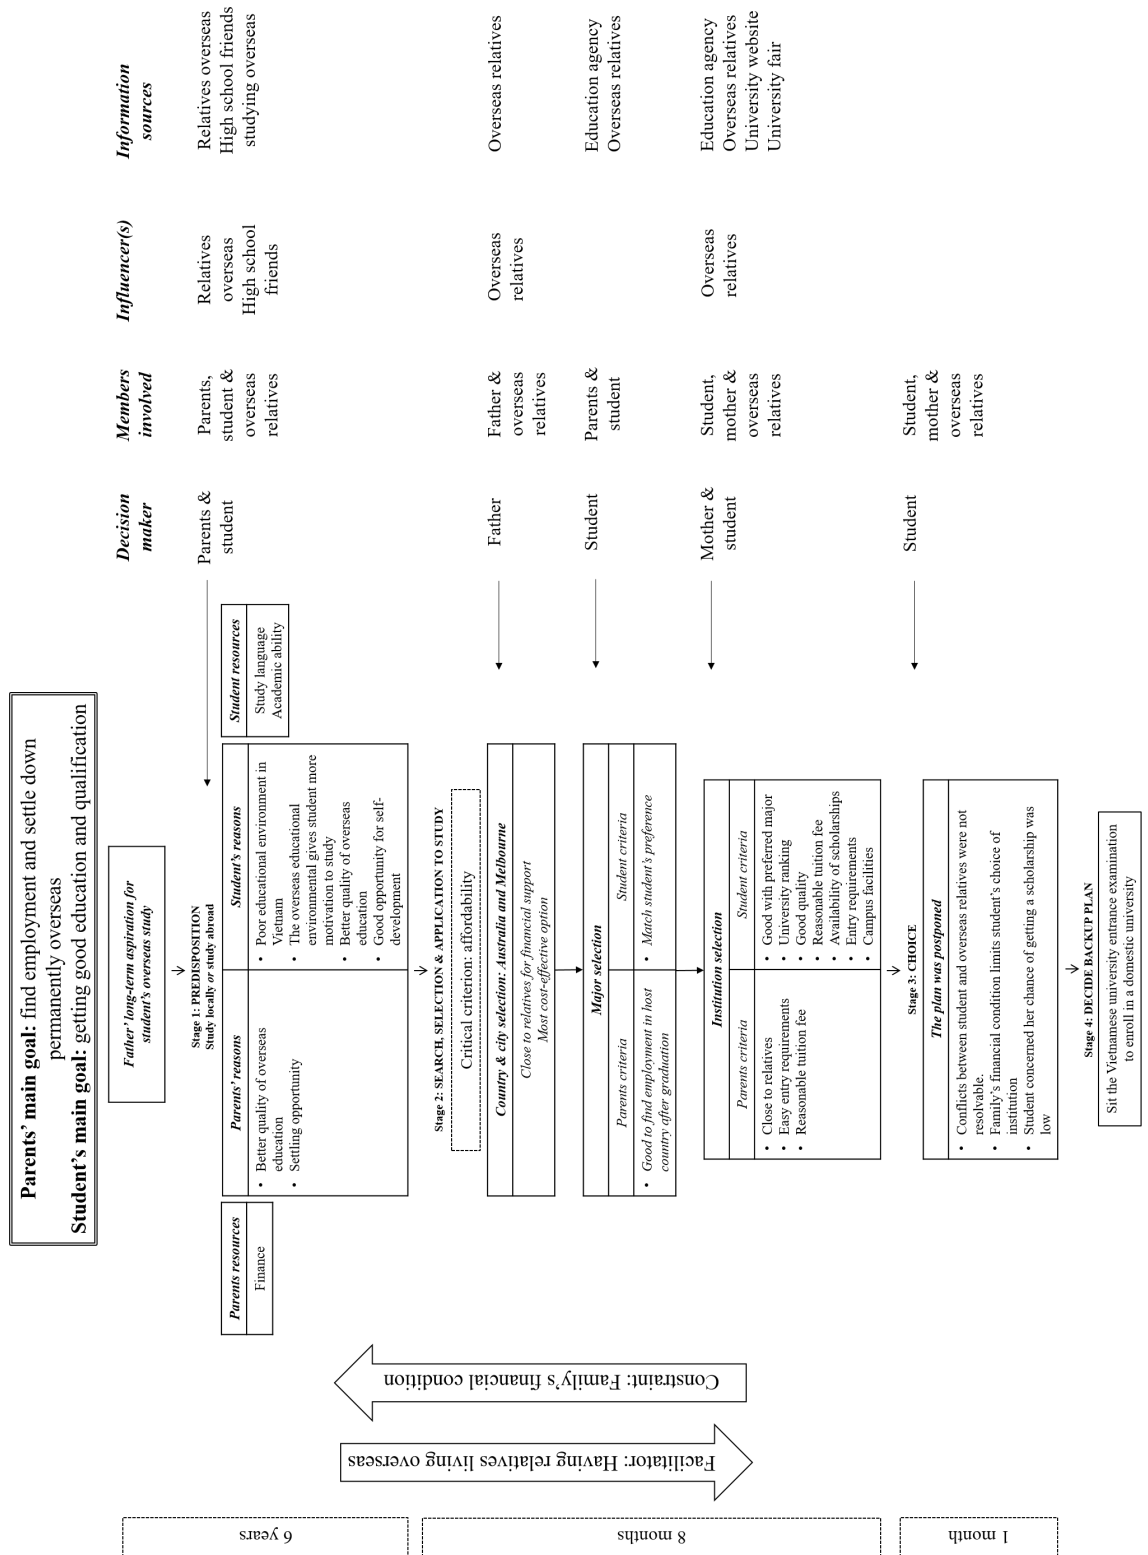 Parents' main goal: find employment and settle down
permanently overseas
Student's main goal: getting good education and qualification
Decision
maker
Members
involved
Influencer(s)
Information
sources
Father' long-term aspiration for
student's overseas study
Stage 1: PREDISPOSITION
Study locally or study abroad
Parents &
student
Parents,
student &
overseas
relatives
Relatives
overseas
High school
friends
Relatives overseas
High school friends
studying overseas
Parents resources
Finance
Parents' reasons
• Better quality of overseas
education
• Settling opportunity
Student's reasons
• Poor educational environment in
Vietnam
• The overseas educational
environmental gives student more
motivation to study
• Better quality of overseas
education
• Good opportunity for self-
development
Student resources
Study language
Academic ability
Stage 2: SEARCH, SELECTION & APPLICATION TO STUDY
Critical criterion: affordability
Country & city selection: Australia and Melbourne
Close to relatives for financial support
Most cost-effective option
Father
Father &
overseas
relatives
Overseas
relatives
Overseas relatives
Major selection
Parents criteria
Student criteria
• Good to find employment in host
country after graduation
• Match student's preference
Student
Parents &
student
Education agency
Overseas relatives
Institution selection
Parents criteria
Student criteria
• Close to relatives
• Easy entry requirements
• Reasonable tuition fee
• Good with preferred major
• University ranking
• Good quality
• Reasonable tuition fee
• Availability of scholarships
• Entry requirements
• Campus facilities
Mother &
student
Student,
mother &
overseas
relatives
Overseas
relatives
Education agency
Overseas relatives
University website
University fair
Stage 3: CHOICE
The plan was postponed
• Conflicts between student and overseas relatives were not
resolvable.
• Family's financial condition limits student's choice of
institution
• Student concerned her chance of getting a scholarship was
low
Student
Student,
mother &
overseas
relatives
Stage 4: DECIDE BACKUP PLAN
Sit the Vietnamese university entrance examination
to enroll in a domestic university
Constraint: Family's financial condition
Facilitator: Having relatives living overseas
6 years
8 months
1 month